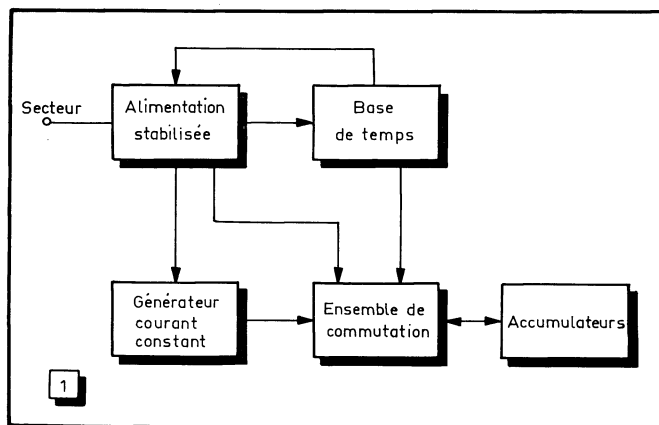 Secteur
Alimentation
stabilisée
Base
de temps
Générateur
courant
constant
Ensemble de
commutation
Accumulateurs
1